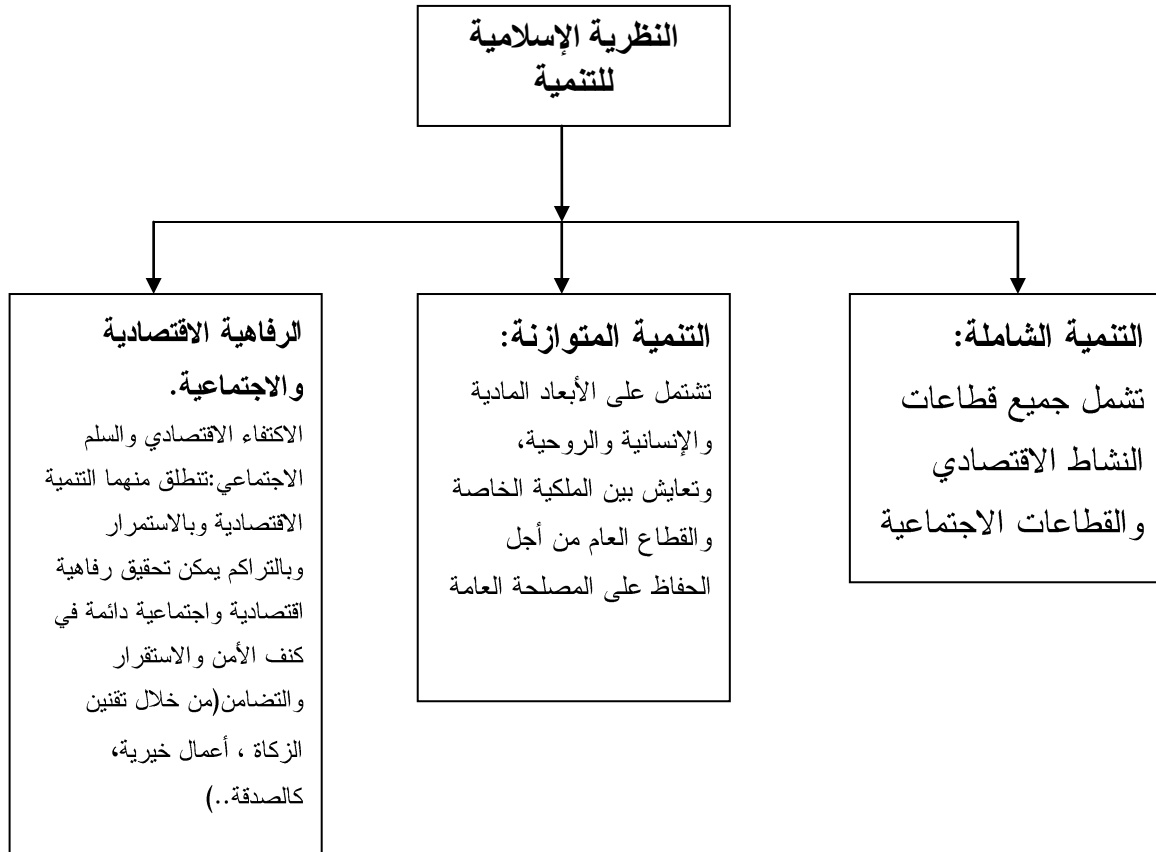 النظرية الإسلامية
للتنمية
التنمية الشاملة:
تشمل جميع قطاعات
النشاط الاقتصادي
والقطاعات الاجتماعية
التنمية المتوازنة:
تشتمل على الأبعاد المادية
والإنسانية والروحية،
وتعايش بين الملكية الخاصة
والقطاع العام من أجل
الحفاظ على المصلحة العامة
الرفاهية الاقتصادية
والاجتماعية.
الاكتفاء الاقتصادي والسلم
الاجتماعي:تنطلق منهما التنمية
الاقتصادية وبالاستمرار
وبالتراكم يمكن تحقيق رفاهية
اقتصادية واجتماعية دائمة في
كنف الأمن والاستقرار
والتضامن(من خلال تقنين
الزكاة ، أعمال خيرية،
كالصدقة..)